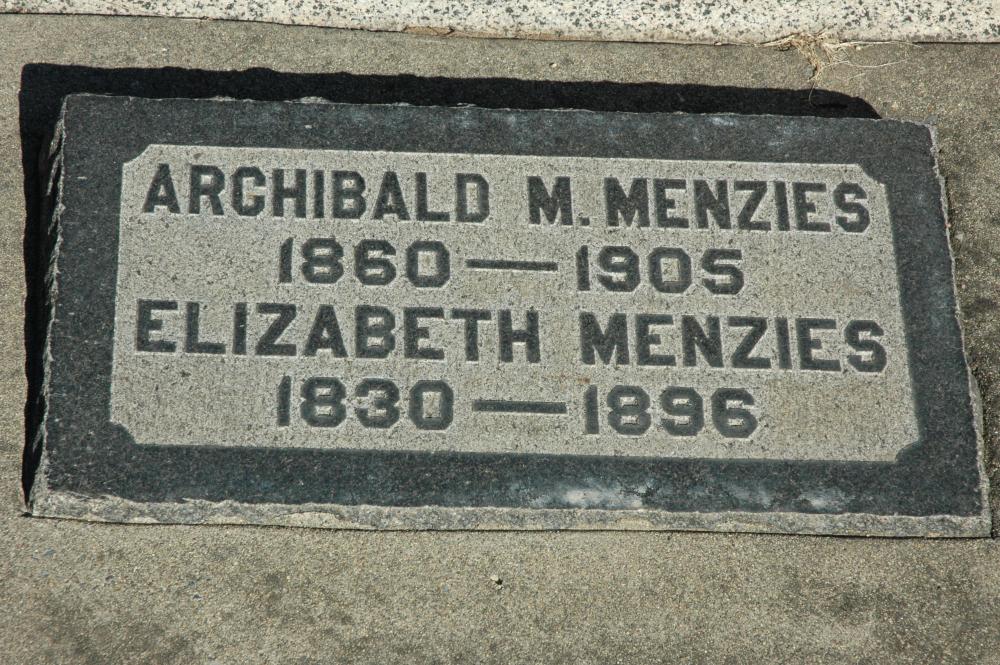 ARCHIBALD M. MENZIES
1860 — 1905
ELIZABETH MENZIES
1830 — 1896